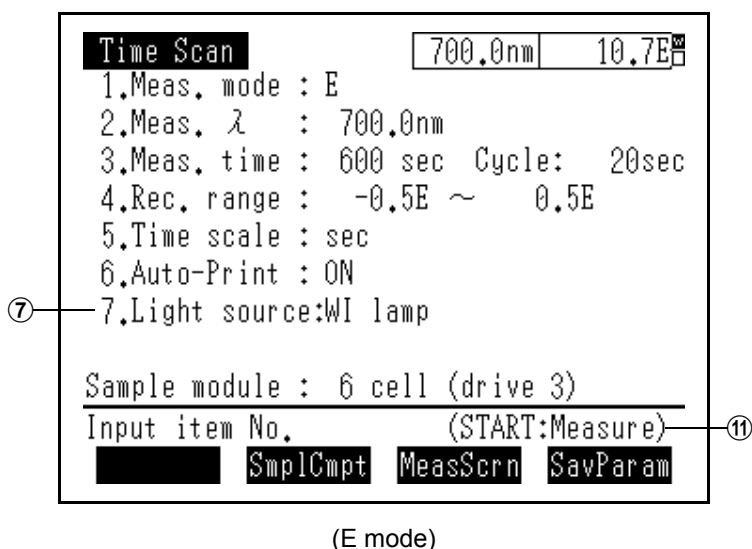 Time Scan 700.0nm 10.7E W
1.Meas. mode : E
2.Meas. λ : 700.0nm
3.Meas. time : 600 sec Cycle: 20sec
4.Rec. range : -0.5E ~ 0.5E
5.Time scale : sec
6.Auto-Print : ON
⑦ 7.Light source:WI lamp
Sample module : 6 cell (drive 3)
Input item No. (START:Measure) ⑪
SmplCmpt MeasScrn SavParam
(E mode)